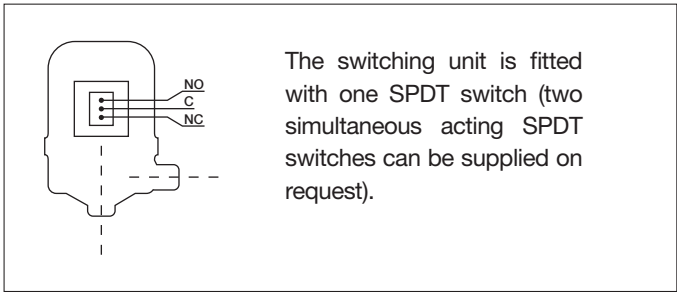 NO
C
NC
The switching unit is fitted
with one SPDT switch (two
simultaneous acting SPDT
switches can be supplied on
request).